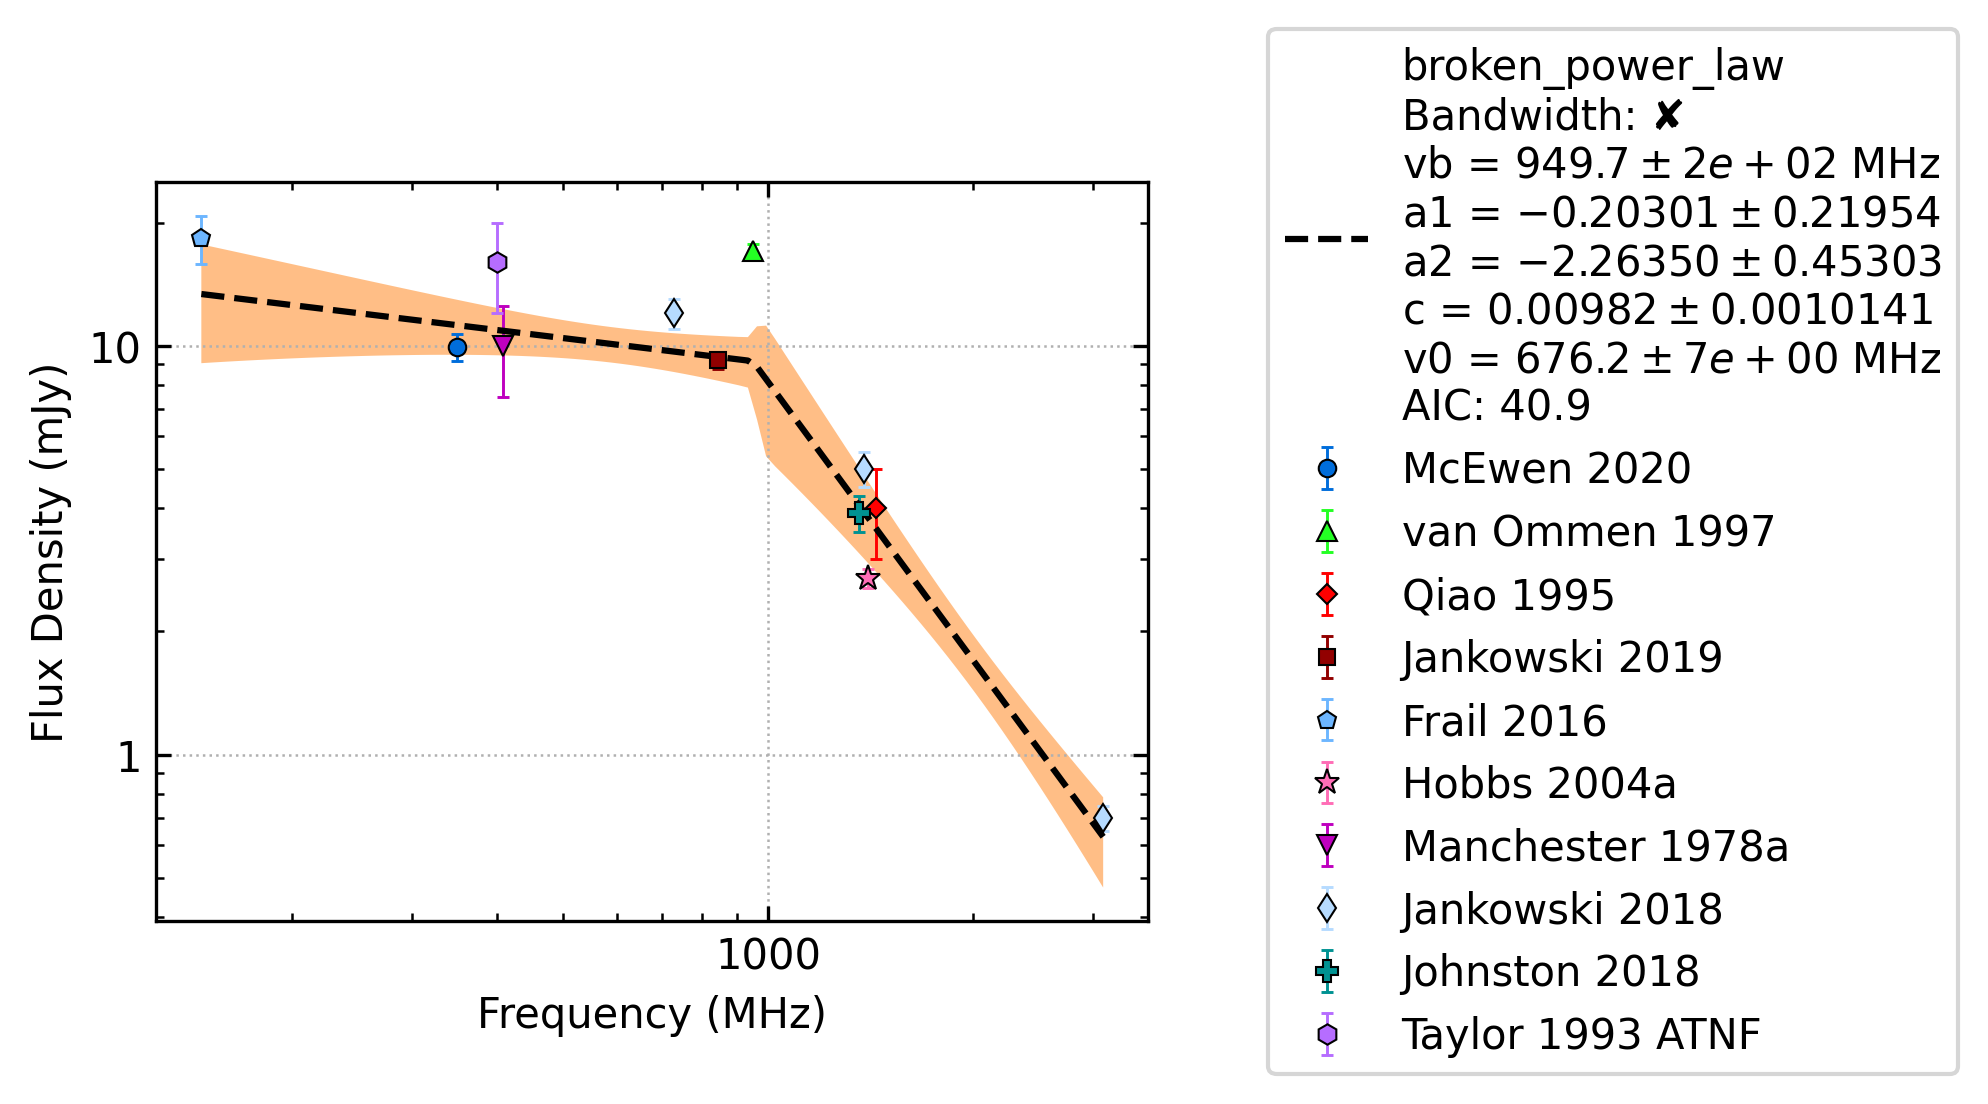 Flux Density (mJy)
10
1
1000
Frequency (MHz)
broken_power_law
Bandwidth: ✘
vb = 949.7 ± 2e + 02 MHz
a1 = −0.20301 ± 0.21954
a2 = −2.26350 ± 0.45303
c = 0.00982 ± 0.0010141
v0 = 676.2 ± 7e + 00 MHz
AIC: 40.9
McEwen 2020
van Ommen 1997
Qiao 1995
Jankowski 2019
Frail 2016
Hobbs 2004a
Manchester 1978a
Jankowski 2018
Johnston 2018
Taylor 1993 ATNF